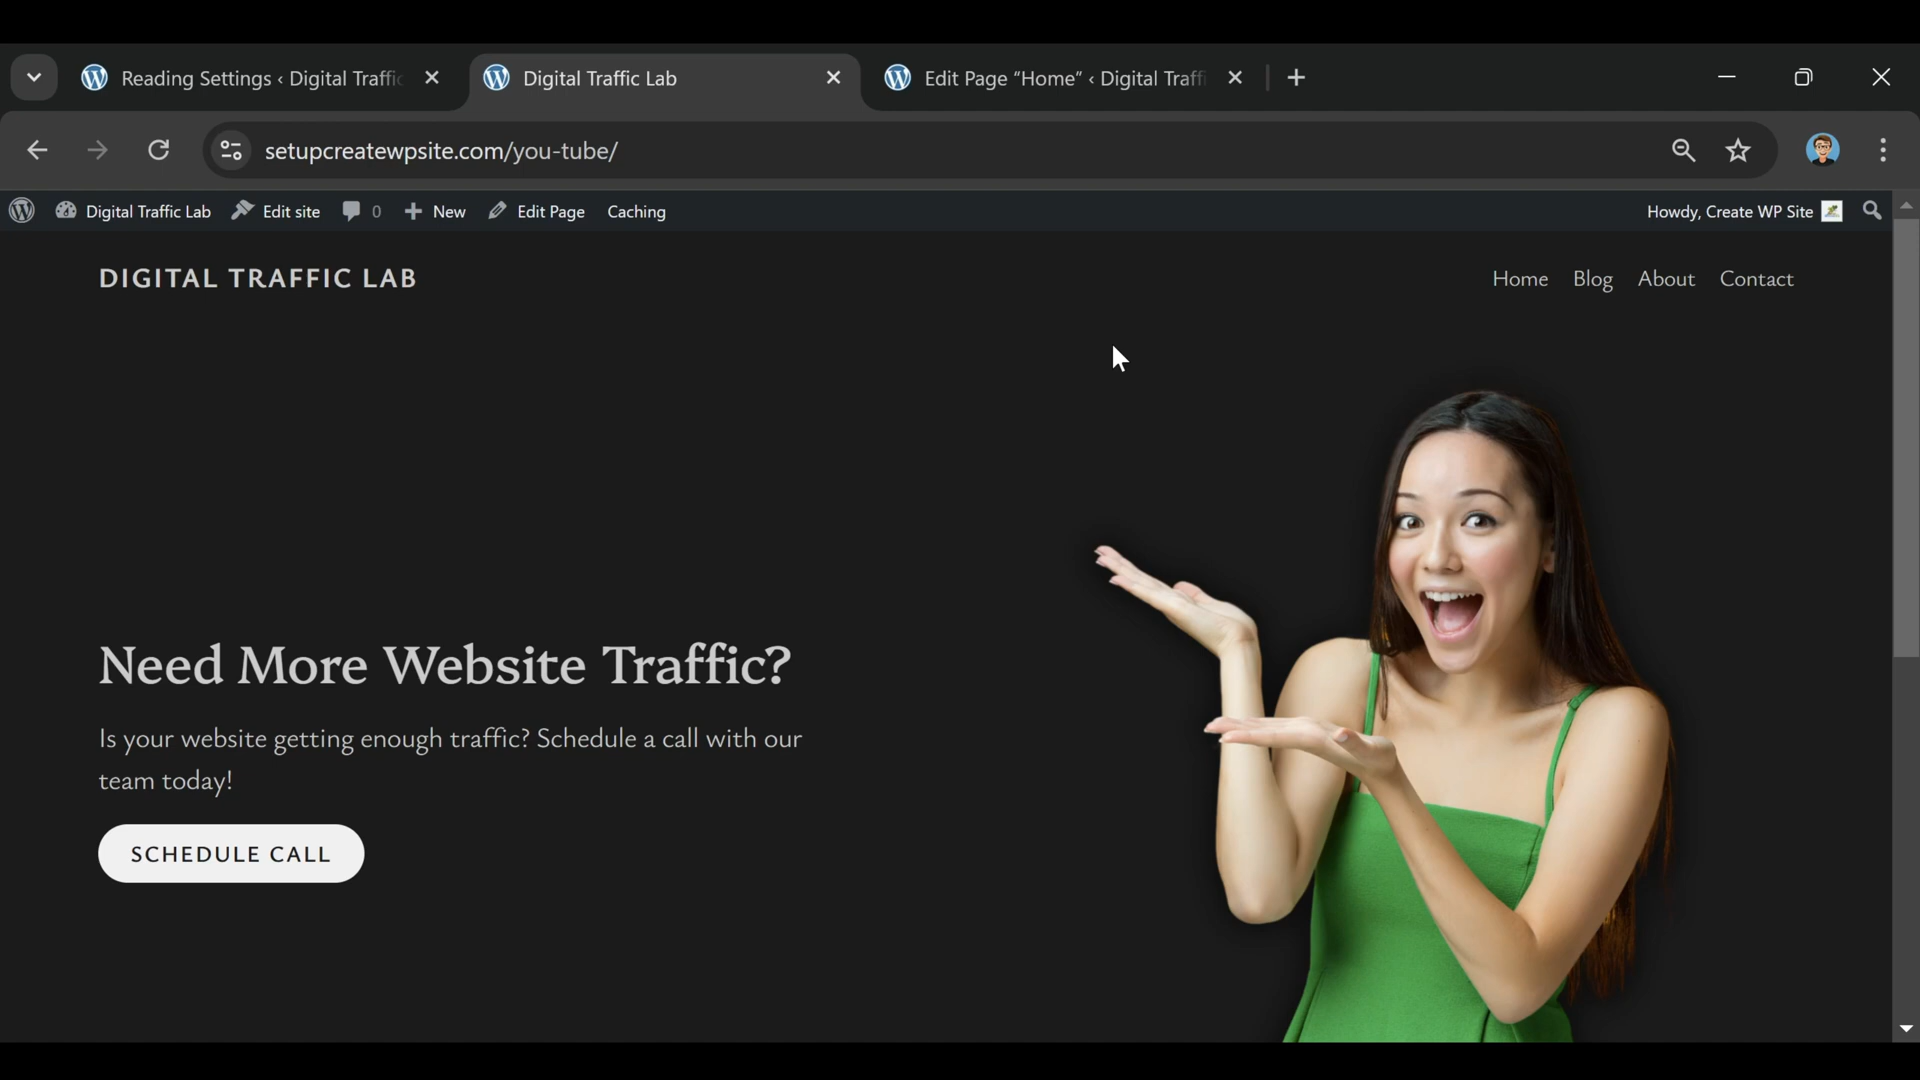 Reading Settings ‹ Digital Traffic
Digital Traffic Lab
Edit Page “Home” ‹ Digital Traff
setupcreatewpsite.com/you-tube/
Digital Traffic Lab
Edit site
0
New
Edit Page
Caching
Howdy, Create WP Site
DIGITAL TRAFFIC LAB
Home Blog About Contact
Need More Website Traffic?
Is your website getting enough traffic? Schedule a call with our
team today!
SCHEDULE CALL